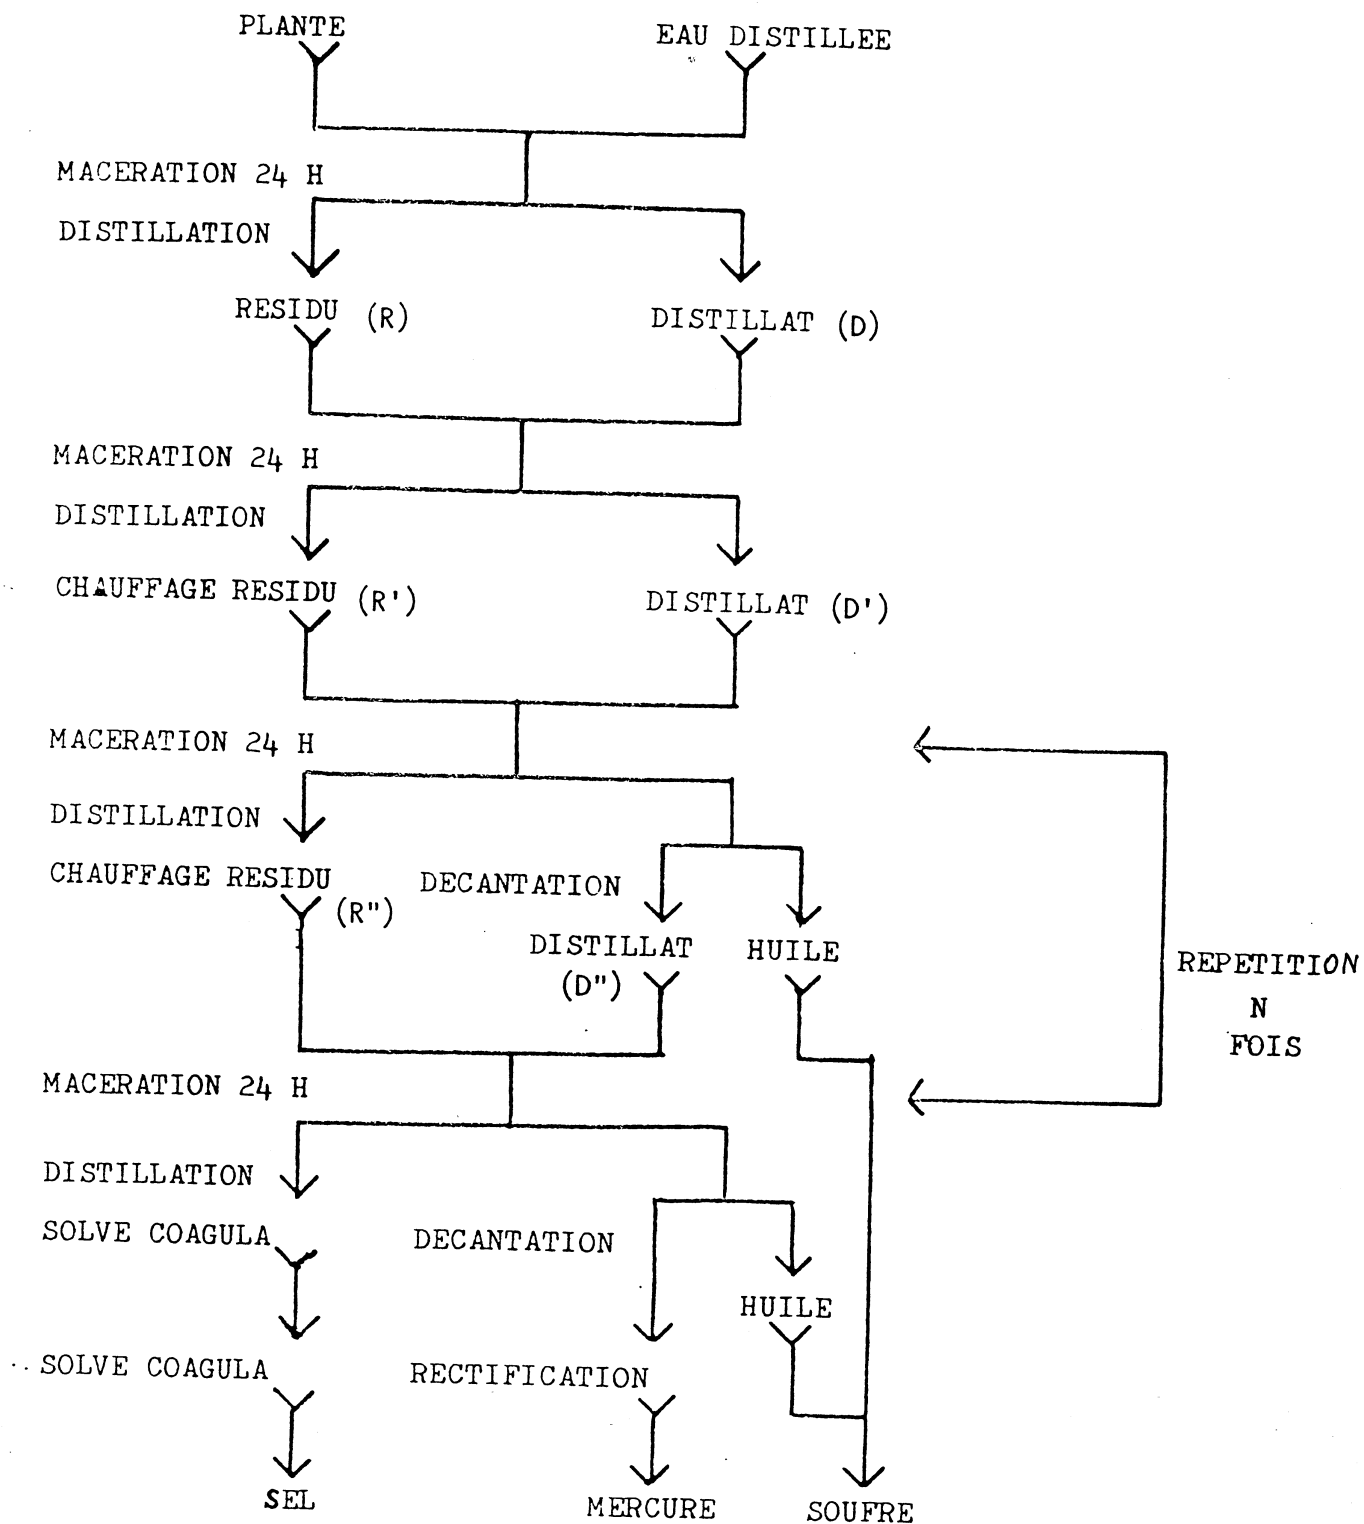 PLANTE
EAU DISTILLEE
MACERATION 24 H
DISTILLATION
RESIDU (R)
DISTILLAT (D)
MACERATION 24 H
DISTILLATION
CHAUFFAGE RESIDU (R')
DISTILLAT (D')
MACERATION 24 H
DISTILLATION
CHAUFFAGE RESIDU
(R")
DECANTATION
DISTILLAT
(D")
HUILE
REPETITION
N
FOIS
MACERATION 24 H
DISTILLATION
SOLVE COAGULA
DECANTATION
HUILE
SOLVE COAGULA
RECTIFICATION
SEL
MERCURE
SOUFRE